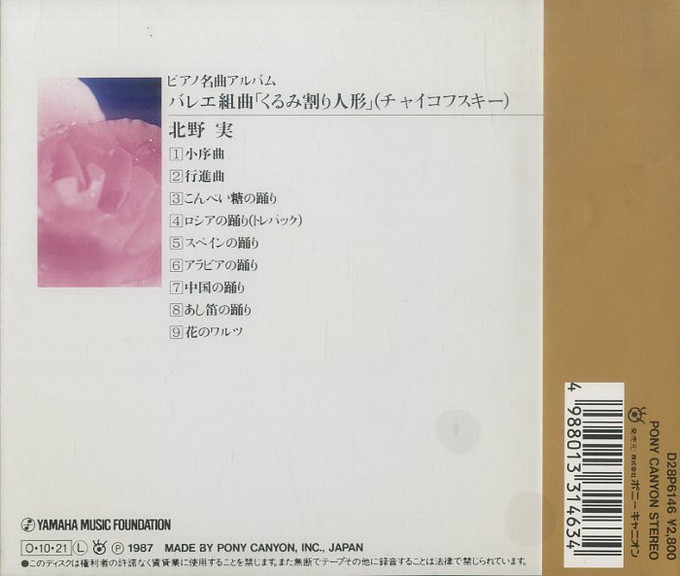 ピアノ名曲アルバム
バレエ組曲「くるみ割り人形」(チャイコフスキー)
北野 実
1 小序曲
2 行進曲
3 こんぺい糖の踊り
4 ロシアの踊り(トレパック)
5 スペインの踊り
6 アラビアの踊り
7 中国の踊り
8 あし笛の踊り
9 花のワルツ
YAMAHA MUSIC FOUNDATION
O・10・21 L P 1987 MADE BY PONY CANYON, INC., JAPAN
●このディスクは権利者の許諾なく賃貸業に使用することを禁じます。また無断でテープその他に録音することは法律で禁じられています。
D28P6146 ¥2,800
PONY CANYON STEREO
発売元:株式会社 ポニーキャニオン
4 988013 314634